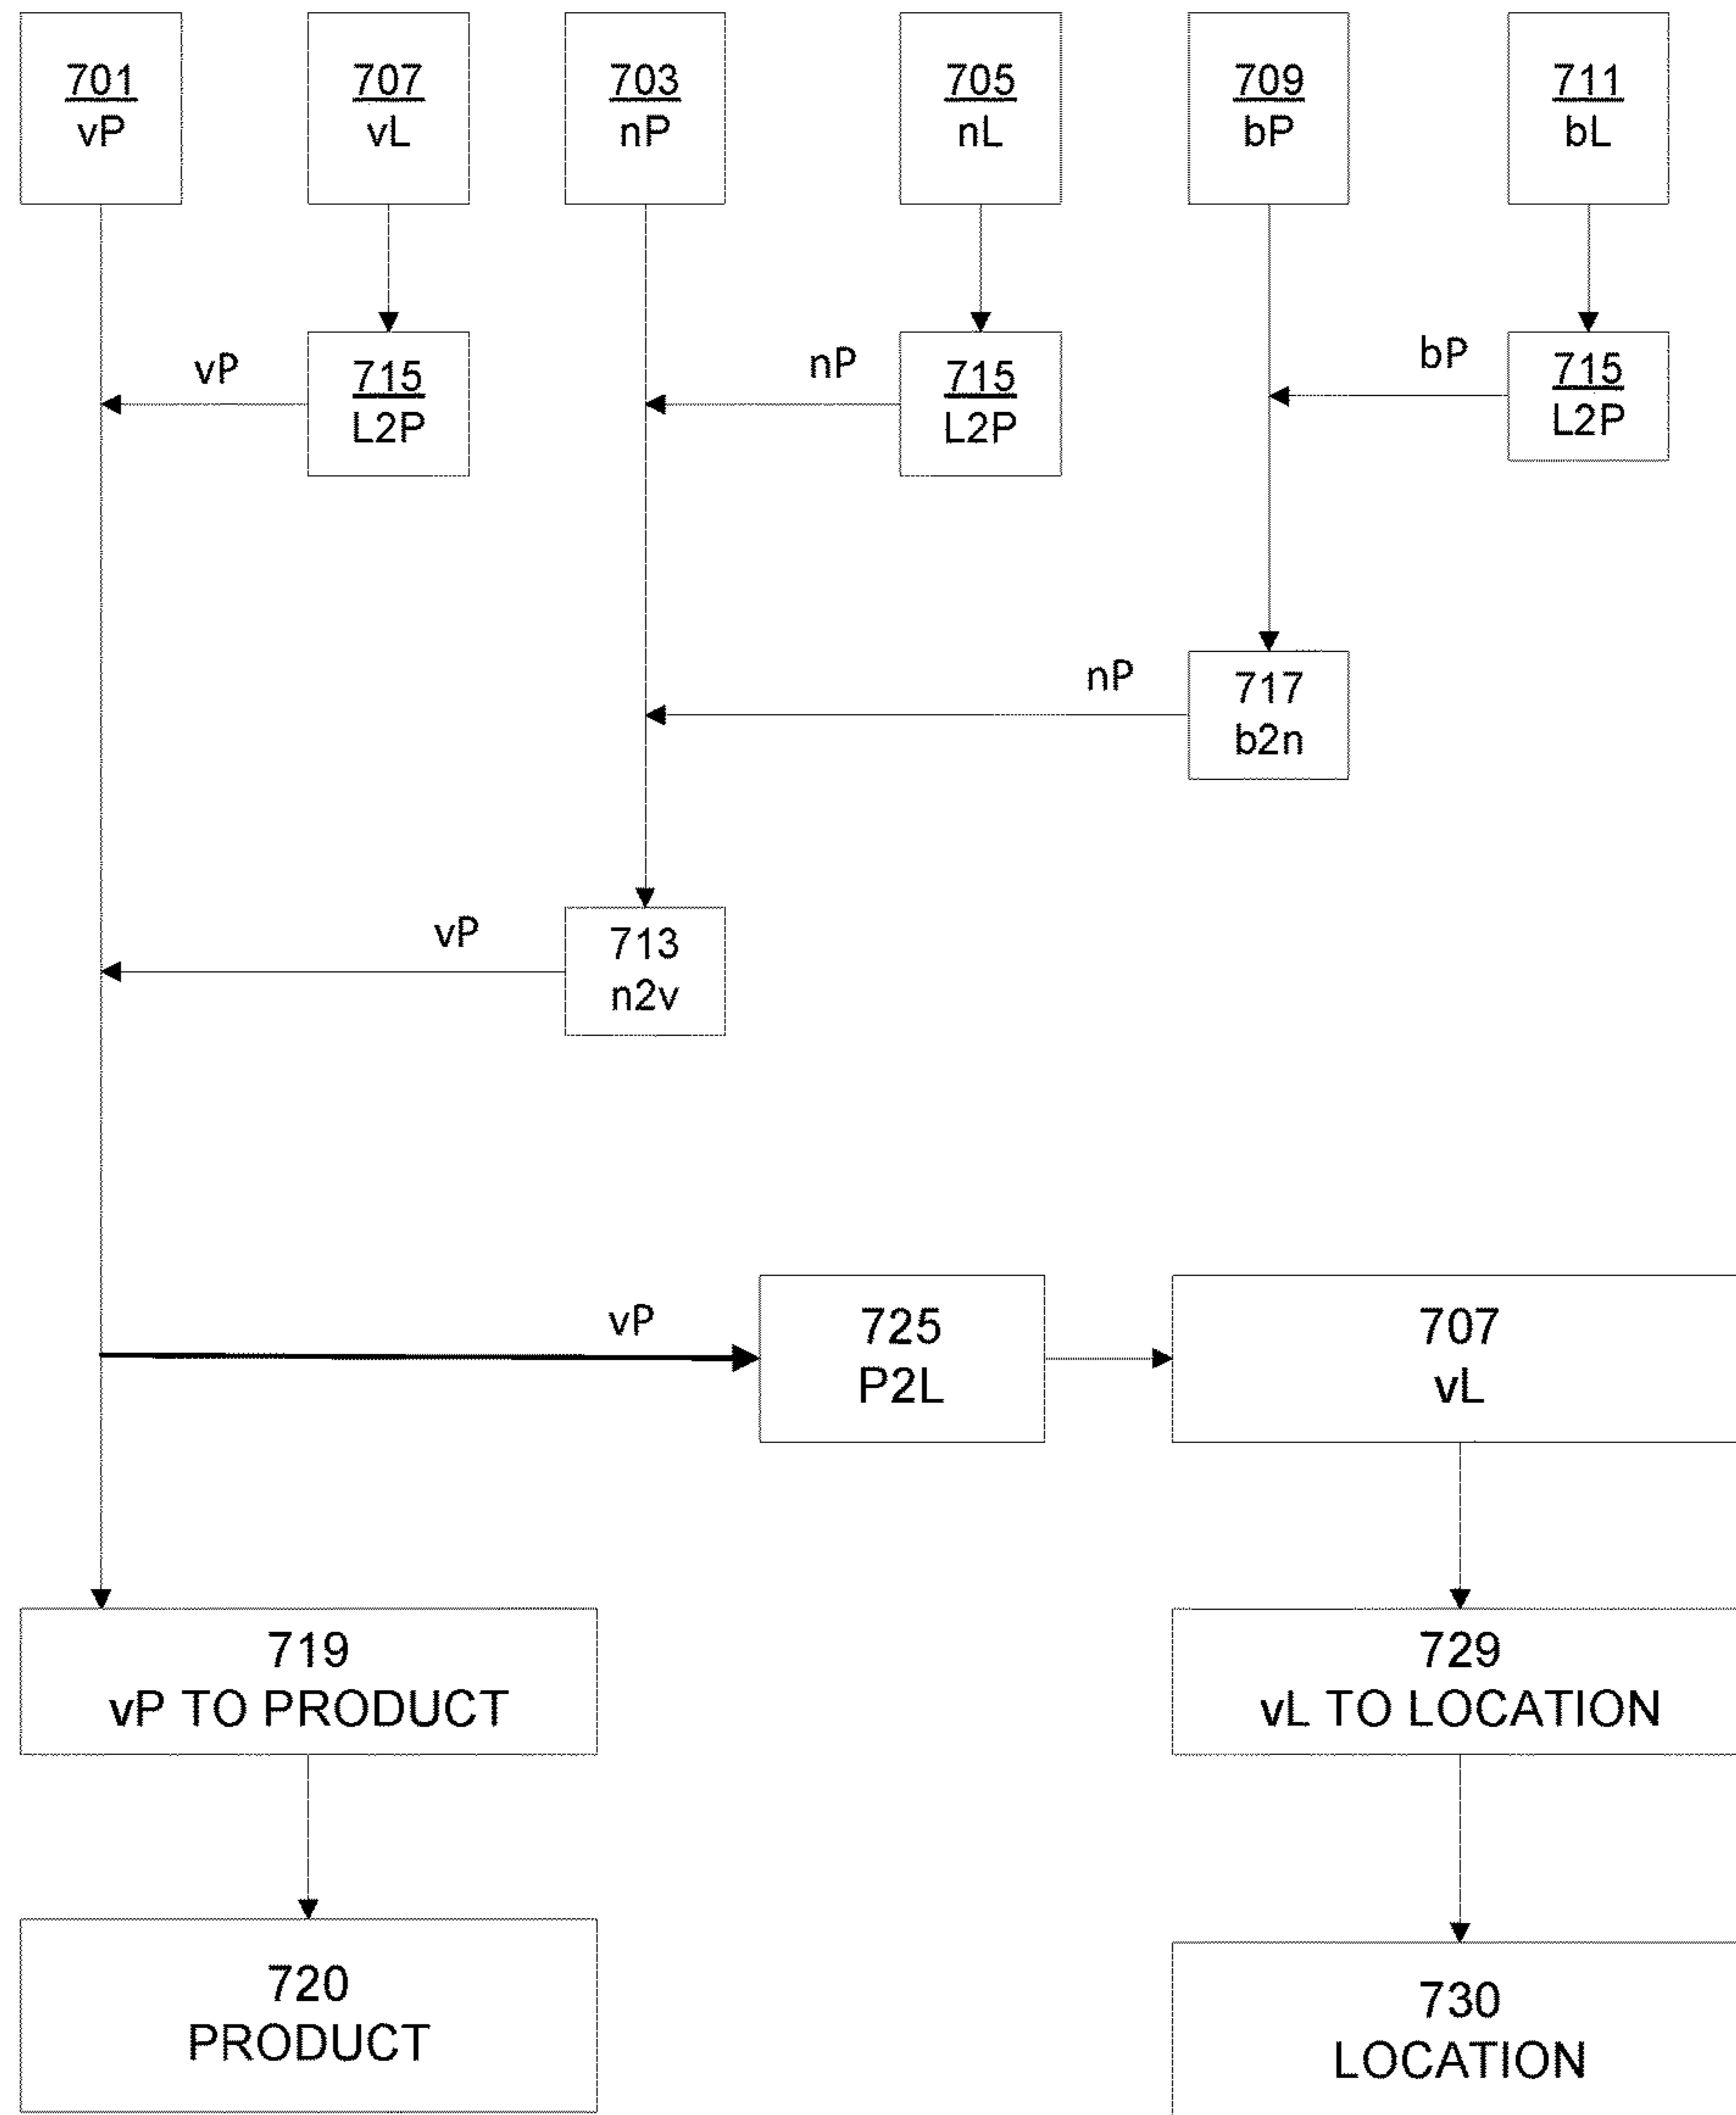 701
vP
707
vL
703
nP
705
nL
709
bP
711
bL
vP
715
L2P
nP
715
L2P
bP
715
L2P
nP
717
b2n
vP
713
n2v
vP
725
P2L
707
vL
719
vP TO PRODUCT
729
vL TO LOCATION
720
PRODUCT
730
LOCATION